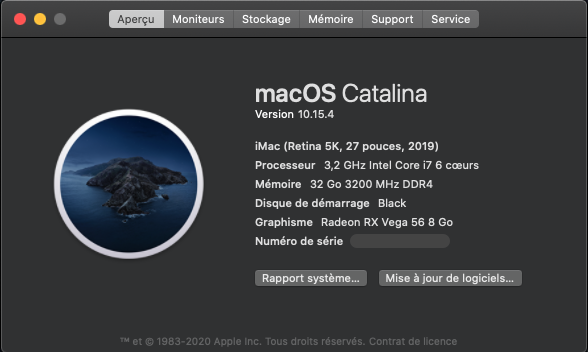 Aperçu Moniteurs Stockage Mémoire Support Service
macOS Catalina
Version 10.15.4
iMac (Retina 5K, 27 pouces, 2019)
Processeur 3,2 GHz Intel Core i7 6 cœurs
Mémoire 32 Go 3200 MHz DDR4
Disque de démarrage Black
Graphisme Radeon RX Vega 56 8 Go
Numéro de série
Rapport système... Mise à jour de logiciels...
™ et © 1983-2020 Apple Inc. Tous droits réservés. Contrat de licence